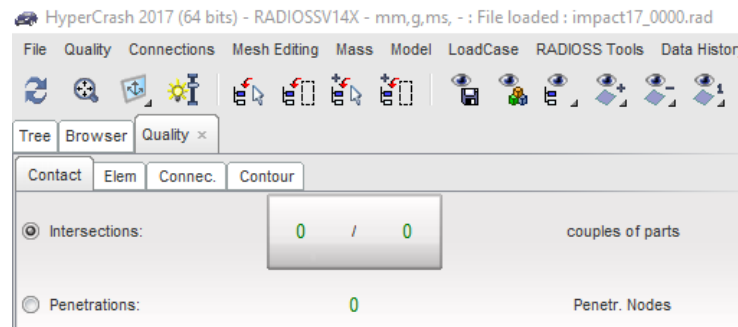 HyperCrash 2017 (64 bits) - RADIOSSV14X - mm,g,ms, - : File loaded : impact17_0000.rad
File Quality Connections Mesh Editing Mass Model LoadCase RADIOSS Tools Data Histor
Tree Browser Quality ×
Contact Elem Connec. Contour
Intersections: 0 / 0 couples of parts
Penetrations: 0 Penetr. Nodes